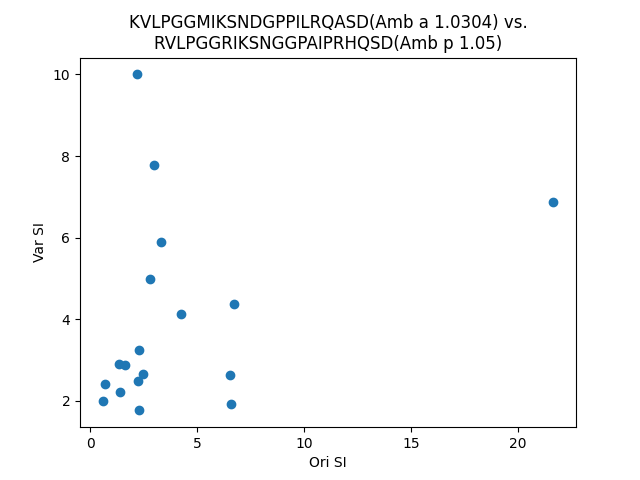 KVLPGGMIKSNDGPPILRQASD(Amb a 1.0304) vs.
RVLPGGRIKSNGGPAIPRHQSD(Amb p 1.05)
10
8
6
4
2
Var SI
0 5 10 15 20
Ori SI